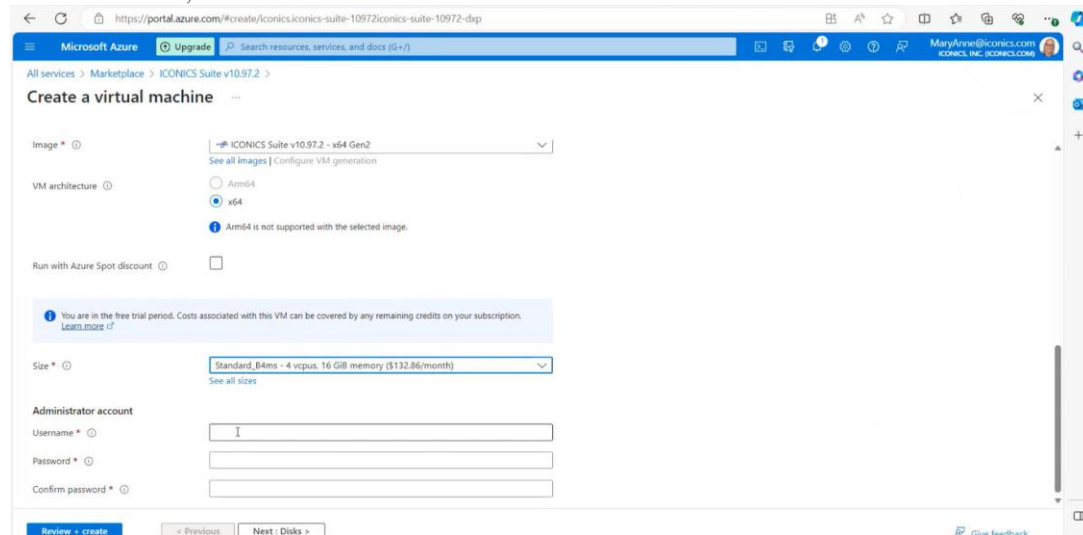 https://portal.azure.com/#create/iconics.iconics-suite-10972iconics-suite-10972-dxp
Microsoft Azure
Upgrade
Search resources, services, and docs (G+/)
MaryAnne@iconics.com
ICONICS, INC. (ICONICS.COM)
All services > Marketplace > ICONICS Suite v10.97.2 >
Create a virtual machine ...
Image *
ICONICS Suite v10.97.2 - x64 Gen2
See all images | Configure VM generation
VM architecture
Arm64
x64
Arm64 is not supported with the selected image.
Run with Azure Spot discount
You are in the free trial period. Costs associated with this VM can be covered by any remaining credits on your subscription.
Learn more
Size *
Standard_B4ms - 4 vcpus, 16 GiB memory ($132.86/month)
See all sizes
Administrator account
Username *
Password *
Confirm password *
Review + create
< Previous
Next : Disks >
Give feedback